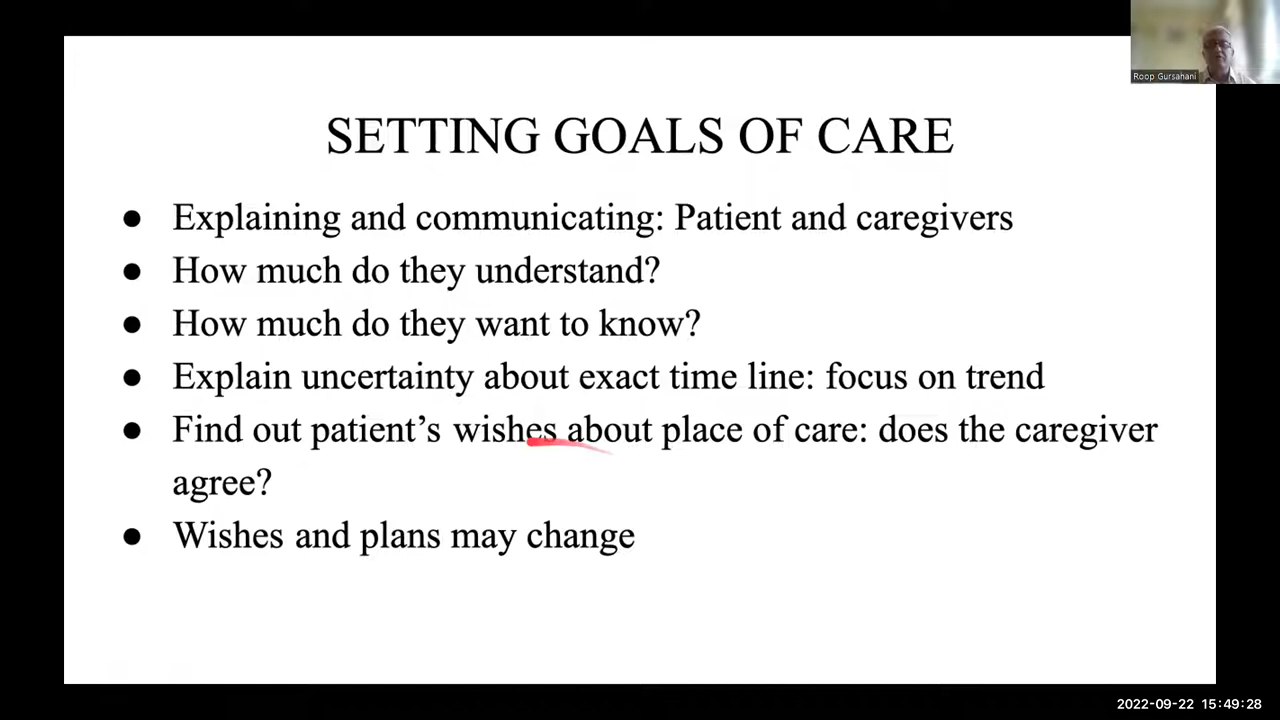 Roop Gursahani
SETTING GOALS OF CARE
● Explaining and communicating: Patient and caregivers
● How much do they understand?
● How much do they want to know?
● Explain uncertainty about exact time line: focus on trend
● Find out patient’s wishes about place of care: does the caregiver
agree?
● Wishes and plans may change
2022-09-22 15:49:28